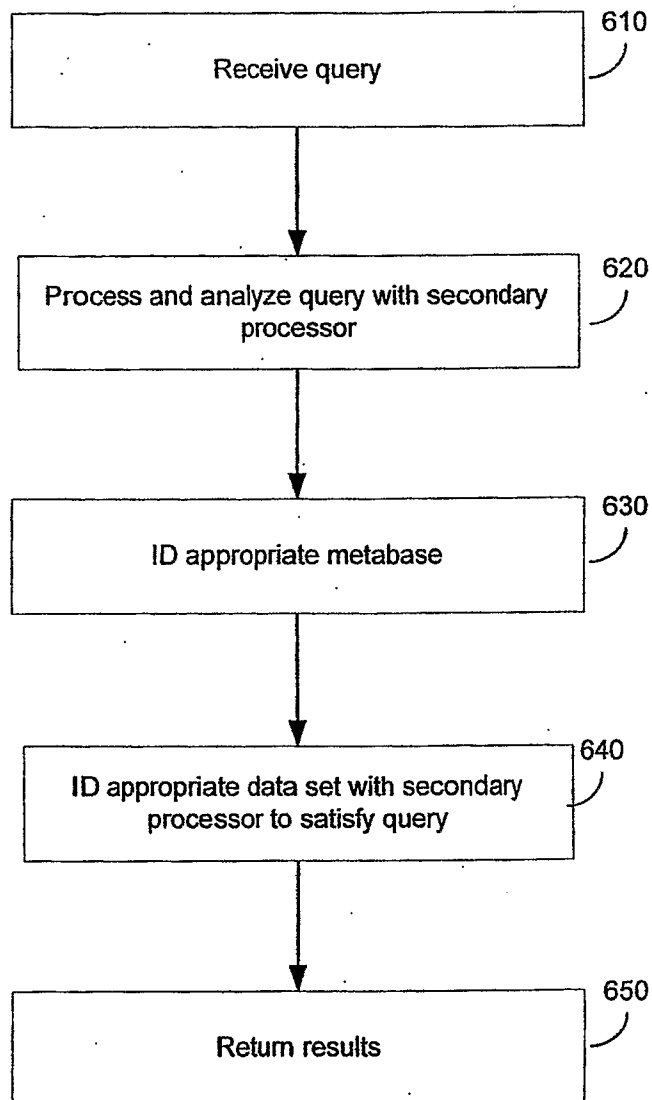 610
Receive query
620
Process and analyze query with secondary
processor
630
ID appropriate metabase
640
ID appropriate data set with secondary
processor to satisfy query
650
Return results